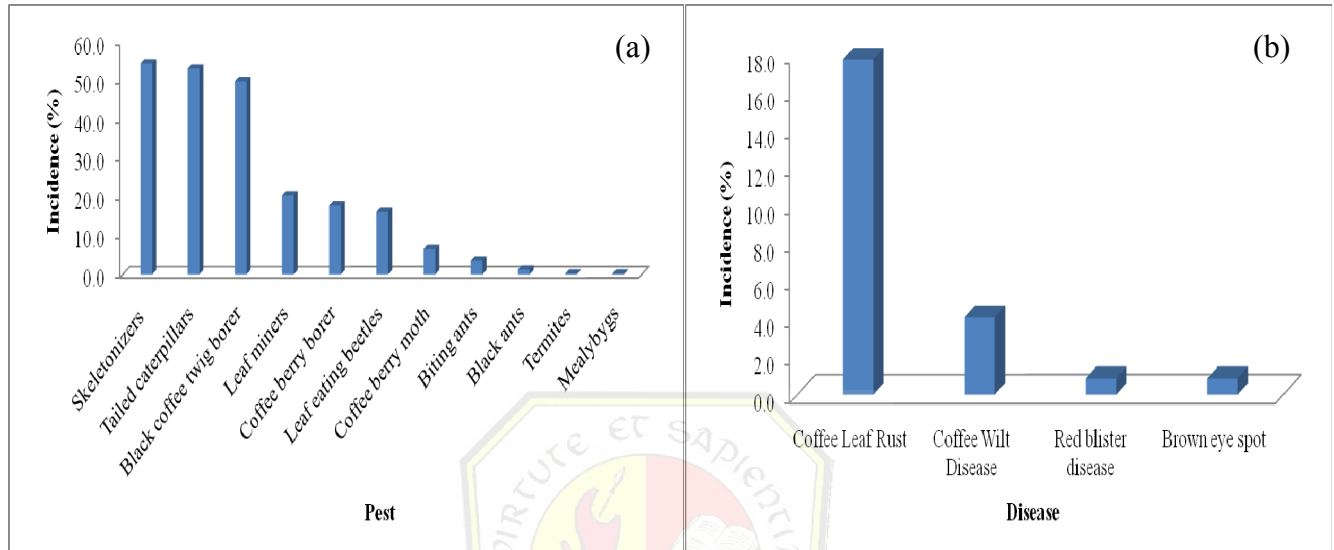 (a)
60.0
50.0
40.0
30.0
20.0
10.0
0.0
Incidence (%)
Skeletonizers
Tailed caterpillars
Black coffee twig borer
Leaf miners
Coffee berry borer
Leaf eating beetles
Coffee berry moth
Biting ants
Black ants
Termites
Mealybygs
Pest
(b)
18.0
16.0
14.0
12.0
10.0
8.0
6.0
4.0
2.0
0.0
Incidence (%)
Coffee Leaf Rust
Coffee Wilt
Disease
Red blister
disease
Brown eye spot
Disease
VIRTUTE ET SAPIENTIA